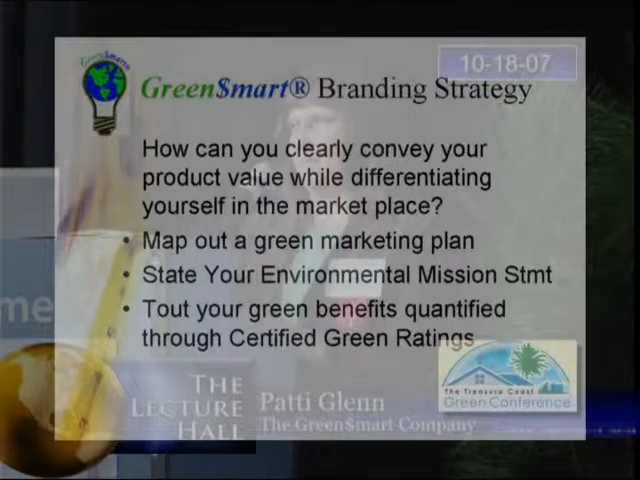 GreenSmart®
10-18-07
Green$mart® Branding Strategy
How can you clearly convey your
product value while differentiating
yourself in the market place?
• Map out a green marketing plan
• State Your Environmental Mission Stmt
• Tout your green benefits quantified
through Certified Green Ratings
me
The Treasure Coast
Green Conference
THE
LECTURE
HALL
Patti Glenn
The Green$mart Company